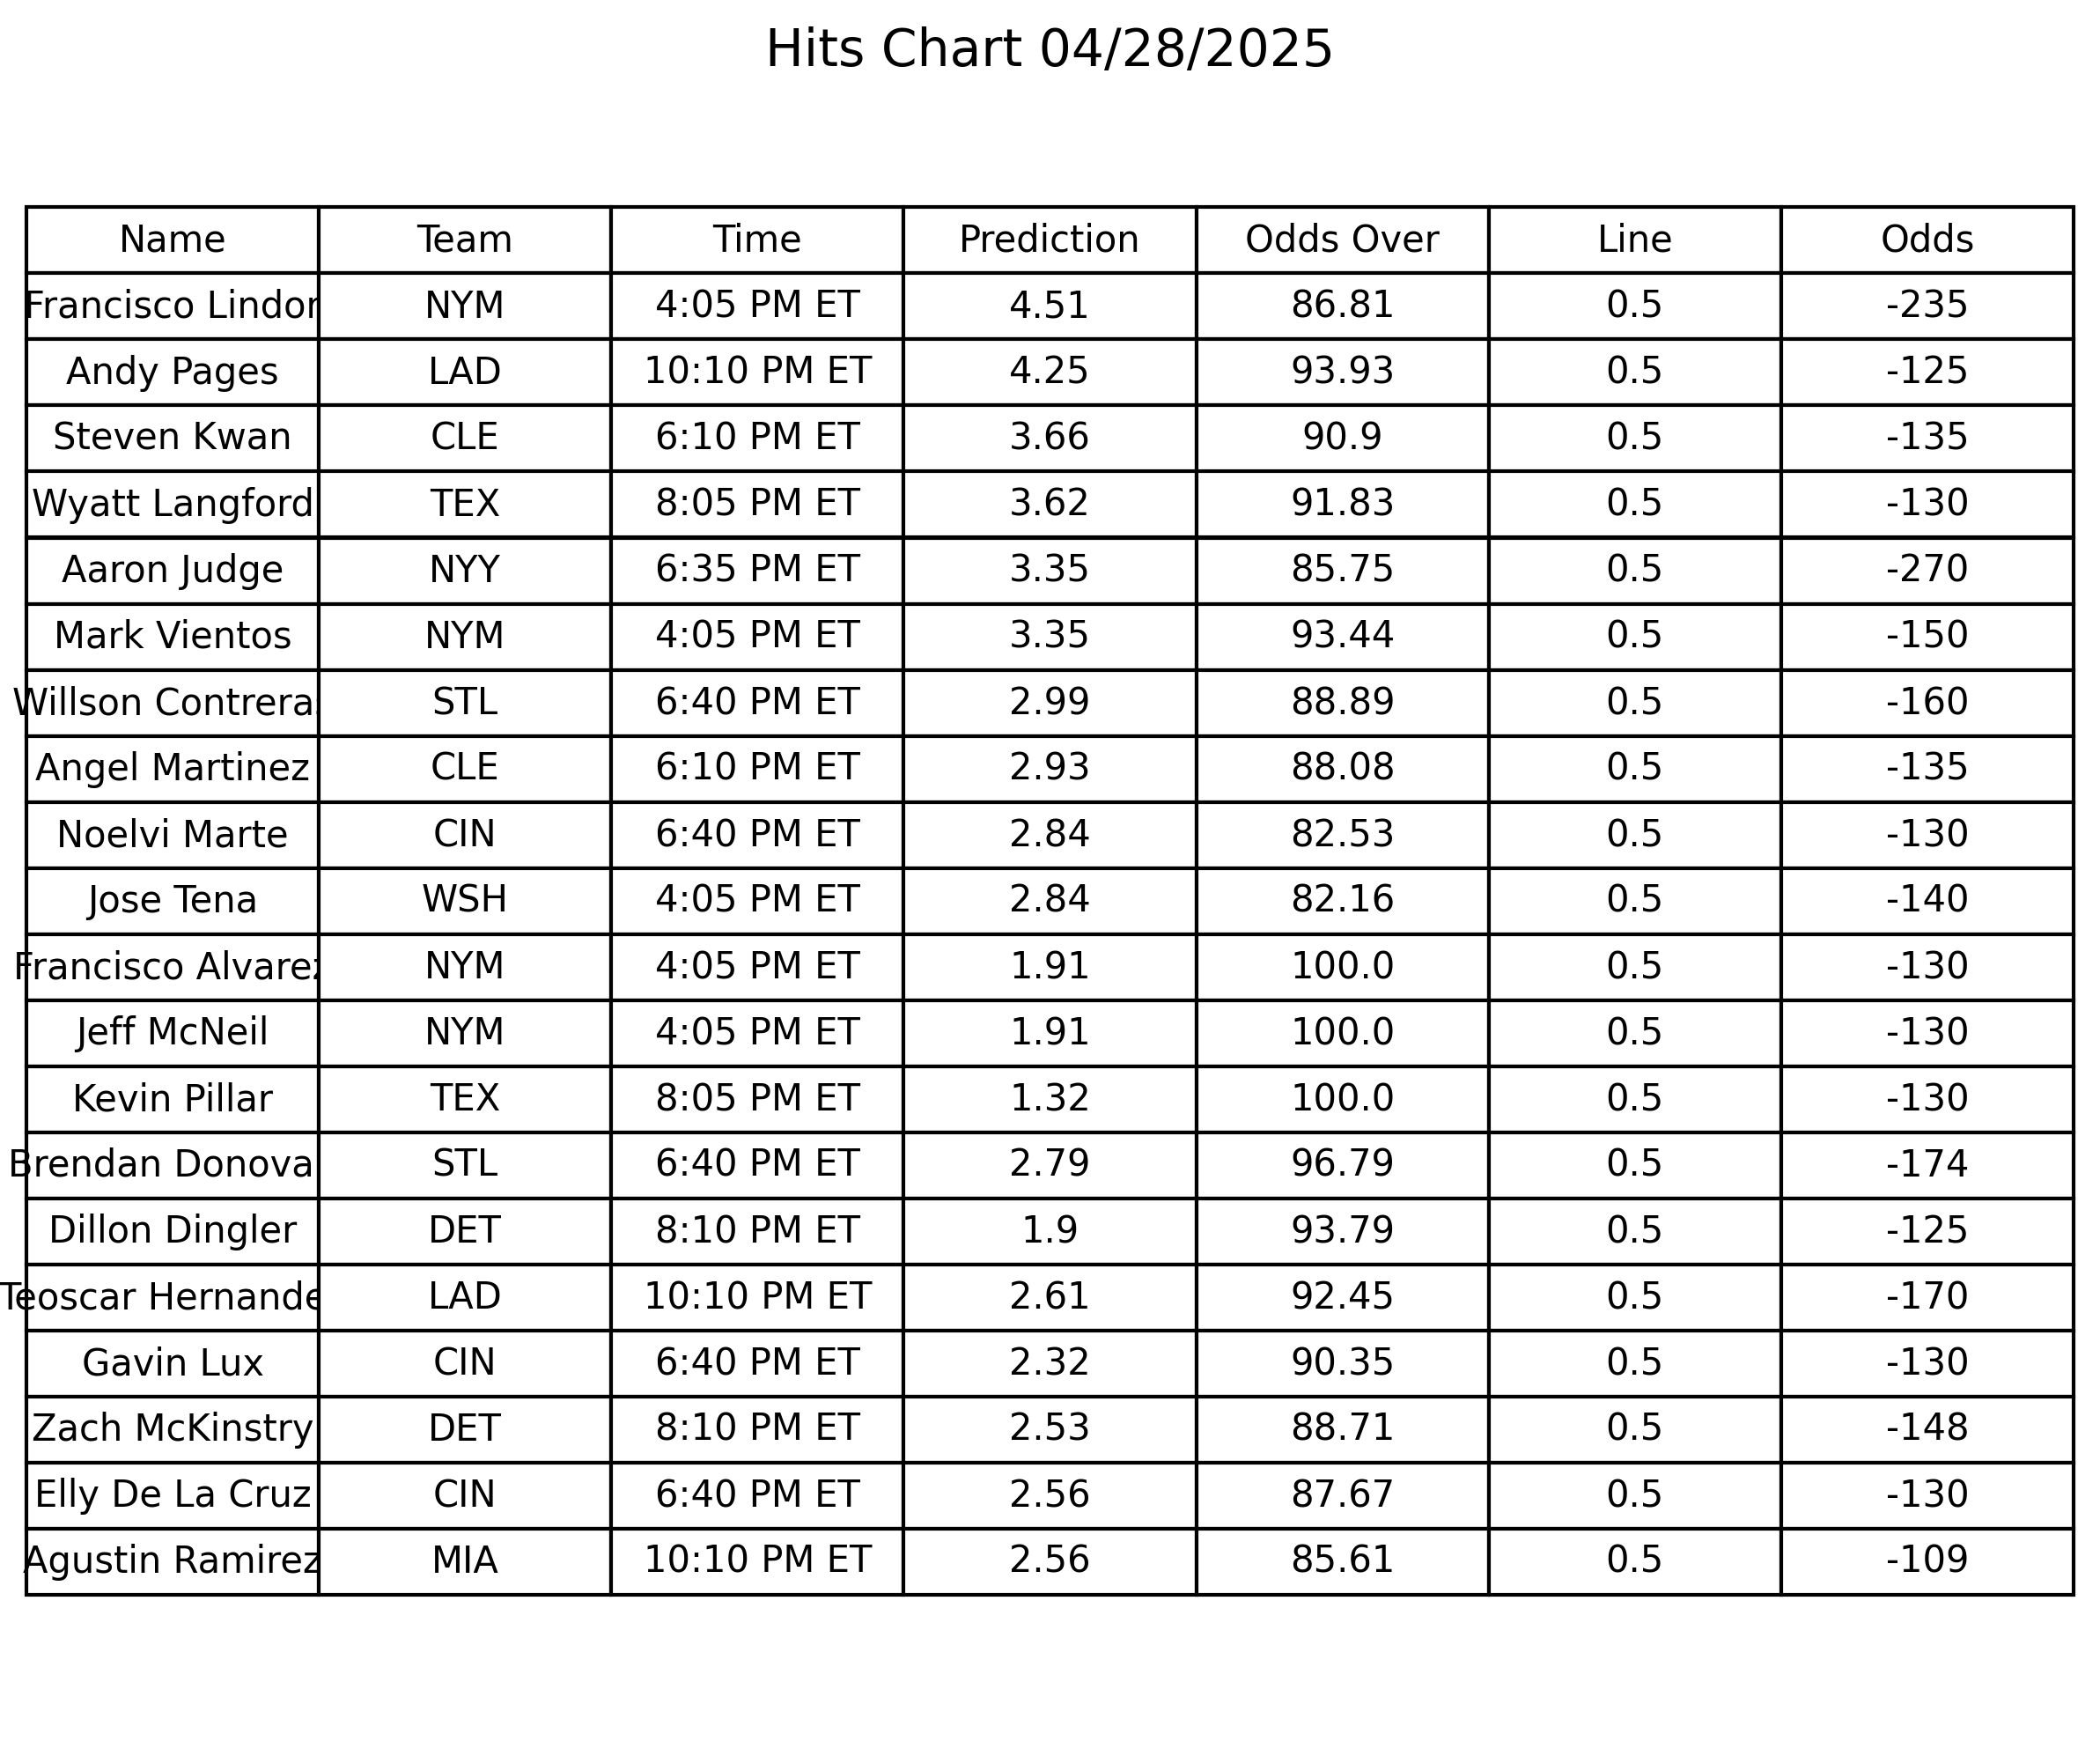 Hits Chart 04/28/2025
Name Team Time Prediction Odds Over Line Odds
Francisco Lindor NYM 4:05 PM ET 4.51 86.81 0.5 -235
Andy Pages LAD 10:10 PM ET 4.25 93.93 0.5 -125
Steven Kwan CLE 6:10 PM ET 3.66 90.9 0.5 -135
Wyatt Langford TEX 8:05 PM ET 3.62 91.83 0.5 -130
Aaron Judge NYY 6:35 PM ET 3.35 85.75 0.5 -270
Mark Vientos NYM 4:05 PM ET 3.35 93.44 0.5 -150
Willson Contreras STL 6:40 PM ET 2.99 88.89 0.5 -160
Angel Martinez CLE 6:10 PM ET 2.93 88.08 0.5 -135
Noelvi Marte CIN 6:40 PM ET 2.84 82.53 0.5 -130
Jose Tena WSH 4:05 PM ET 2.84 82.16 0.5 -140
Francisco Alvarez NYM 4:05 PM ET 1.91 100.0 0.5 -130
Jeff McNeil NYM 4:05 PM ET 1.91 100.0 0.5 -130
Kevin Pillar TEX 8:05 PM ET 1.32 100.0 0.5 -130
Brendan Donova STL 6:40 PM ET 2.79 96.79 0.5 -174
Dillon Dingler DET 8:10 PM ET 1.9 93.79 0.5 -125
Teoscar Hernande LAD 10:10 PM ET 2.61 92.45 0.5 -170
Gavin Lux CIN 6:40 PM ET 2.32 90.35 0.5 -130
Zach McKinstry DET 8:10 PM ET 2.53 88.71 0.5 -148
Elly De La Cruz CIN 6:40 PM ET 2.56 87.67 0.5 -130
Agustin Ramirez MIA 10:10 PM ET 2.56 85.61 0.5 -109